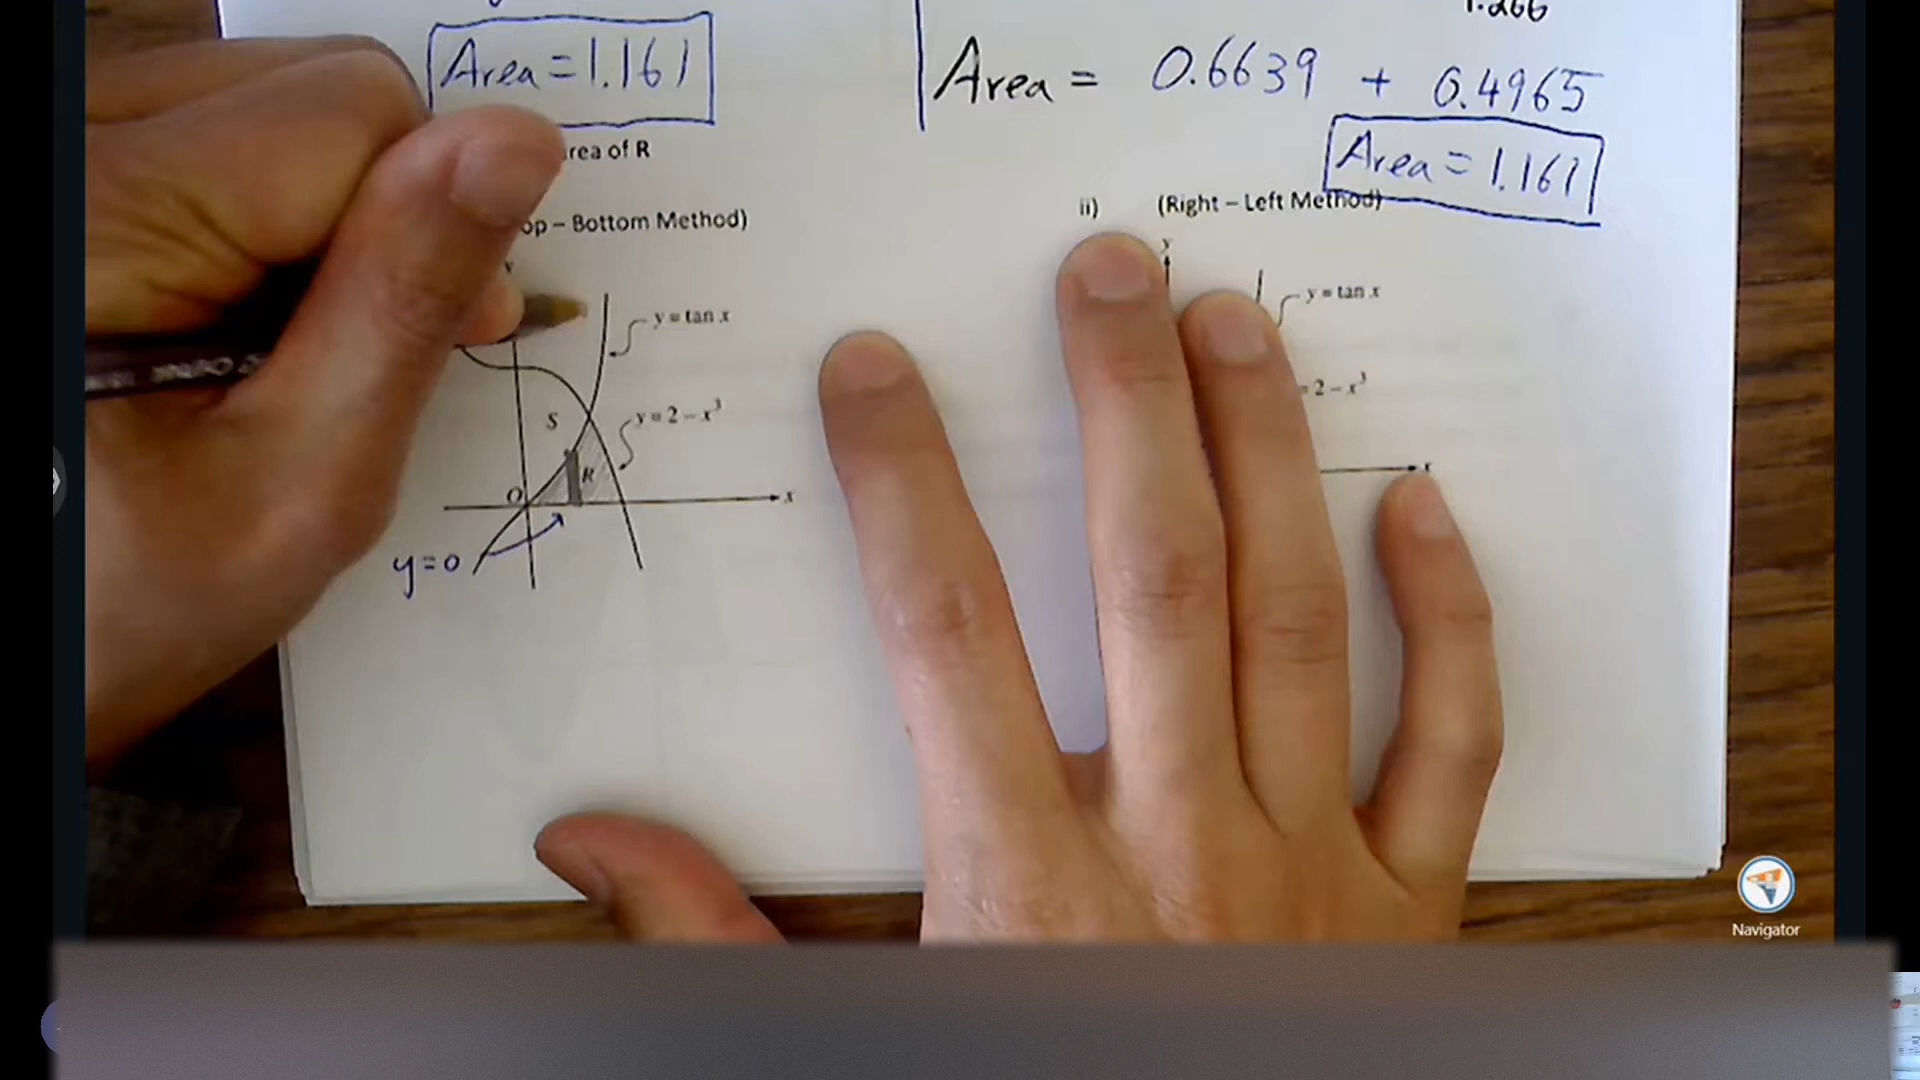 1.266
Area = 1.161
Area = 0.6639 + 0.4965
Area = 1.161
area of R
op – Bottom Method)
ii) (Right – Left Method)
y
y = tan x
y = 2 – x³
S
R
O
x
y=0
y
y = tan x
= 2 – x³
x
Navigator